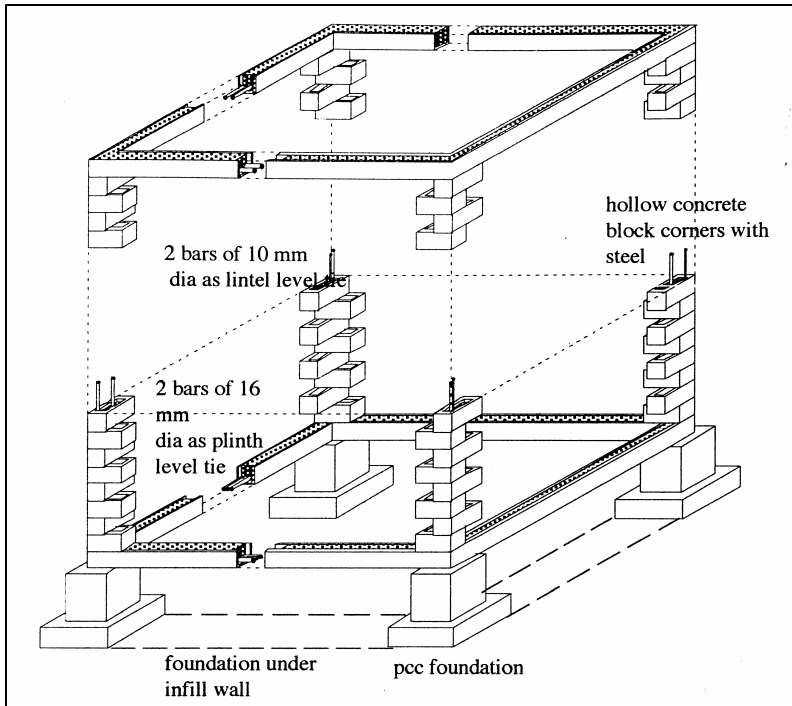 hollow concrete
block corners with
steel
2 bars of 10 mm
dia as lintel level tie
2 bars of 16
mm
dia as plinth
level tie
foundation under
infill wall
pcc foundation